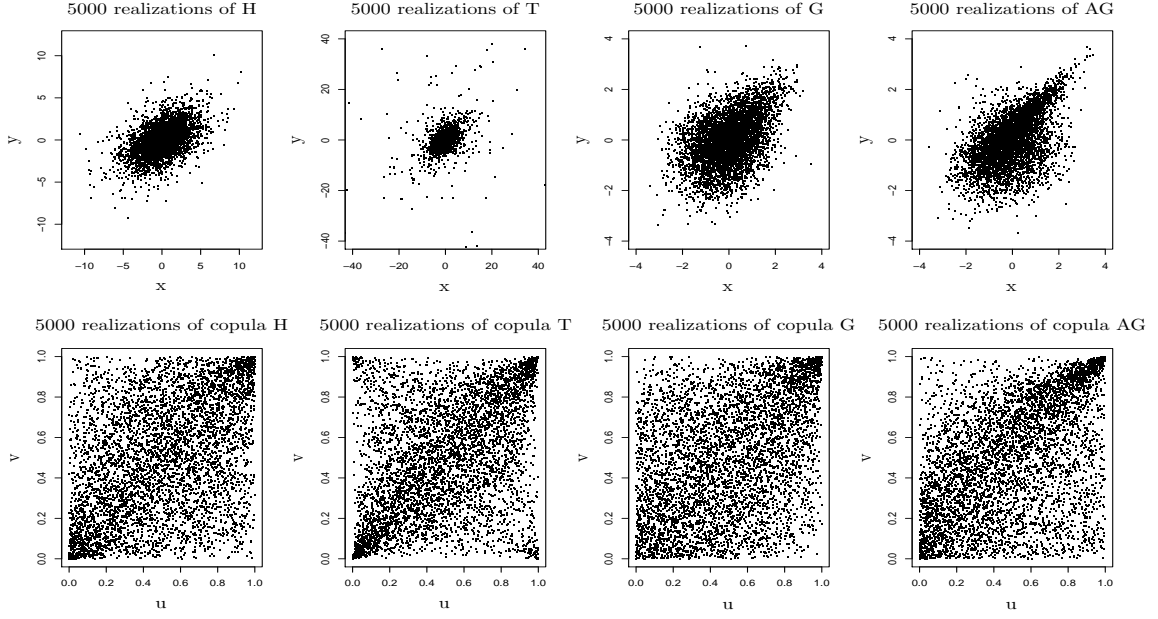 5000 realizations of H
5000 realizations of T
5000 realizations of G
5000 realizations of AG
y
10
5
0
−5
−10
−10 −5 0 5 10
x
y
40
20
0
−20
−40
−40 −20 0 20 40
x
y
4
2
0
−2
−4
−4 −2 0 2 4
x
y
4
2
0
−2
−4
−4 −2 0 2 4
x
5000 realizations of copula H
5000 realizations of copula T
5000 realizations of copula G
5000 realizations of copula AG
v
1.0
0.8
0.6
0.4
0.2
0.0
0.0 0.2 0.4 0.6 0.8 1.0
u
v
1.0
0.8
0.6
0.4
0.2
0.0
0.0 0.2 0.4 0.6 0.8 1.0
u
v
1.0
0.8
0.6
0.4
0.2
0.0
0.0 0.2 0.4 0.6 0.8 1.0
u
v
1.0
0.8
0.6
0.4
0.2
0.0
0.0 0.2 0.4 0.6 0.8 1.0
u